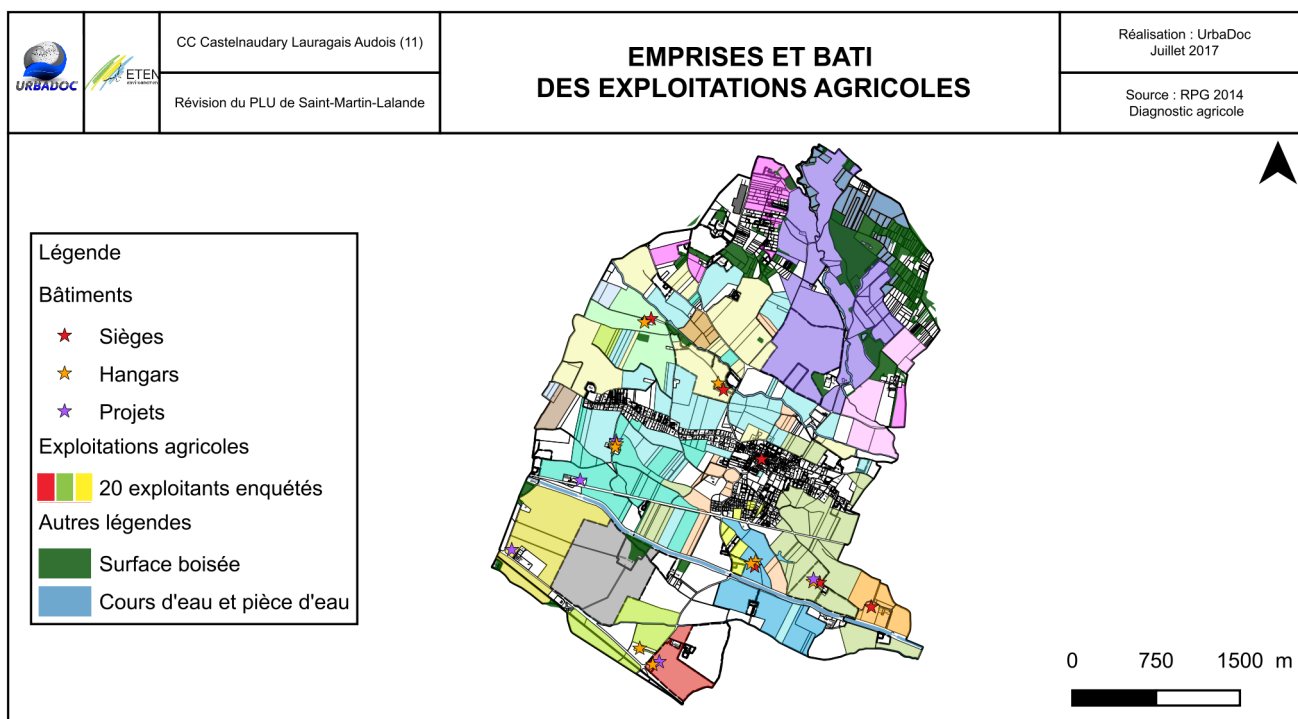 URBADOC
ETEN
ENVIRONNEMENT
CC Castelnaudary Lauragais Audois (11)
Révision du PLU de Saint-Martin-Lalande
EMPRISES ET BATI
DES EXPLOITATIONS AGRICOLES
Réalisation : UrbaDoc
Juillet 2017
Source : RPG 2014
Diagnostic agricole
Légende
Bâtiments
Sièges
Hangars
Projets
Exploitations agricoles
20 exploitants enquétés
Autres légendes
Surface boisée
Cours d'eau et pièce d'eau
0 750 1500 m